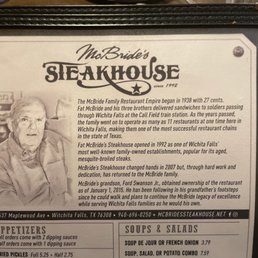 McBride's
STEAKHOUSE
since 1992
The McBride Family Restaurant Empire began in 1938 with 27 cents.
Fat McBride and his three brothers delivered sandwiches to soldiers passing
through Wichita Falls at the Call Field train station. As the years passed,
the family went on to operate as many as 11 restaurants at one time here in
Wichita Falls, making them one of the most successful restaurant chains in the
state of Texas.
Fat McBride's Steakhouse opened in 1992 as one of Wichita Falls'
most well-known family-owned establishments, popular for its aged,
mesquite-broiled steaks.
McBride's Steakhouse changed hands in 2007 but, through hard work and
dedication, has returned to the McBride family.
McBride's grandson, Ford Swanson Jr, obtained ownership of the restaurant
as of January 1, 2015. He has been following in his grandfather's footsteps
since he could walk and plans to continue the McBride legacy of excellence
while serving Wichita Falls families as he would his own.
4537 Maplewood Ave • Wichita Falls, TX 76308 • 940-696-0250 • MCBRIDESSTEAKHOUSE.NET
APPETIZERS
all orders come with 2 dipping sauces
half orders come with 1 dipping sauce
FRIED PICKLES Full 5.25 • Half 2.75
SOUPS & SALADS
SOUP DE JOUR OR FRENCH ONION 3.79
SOUP, SALAD, OR POTATO COMBO 7.59